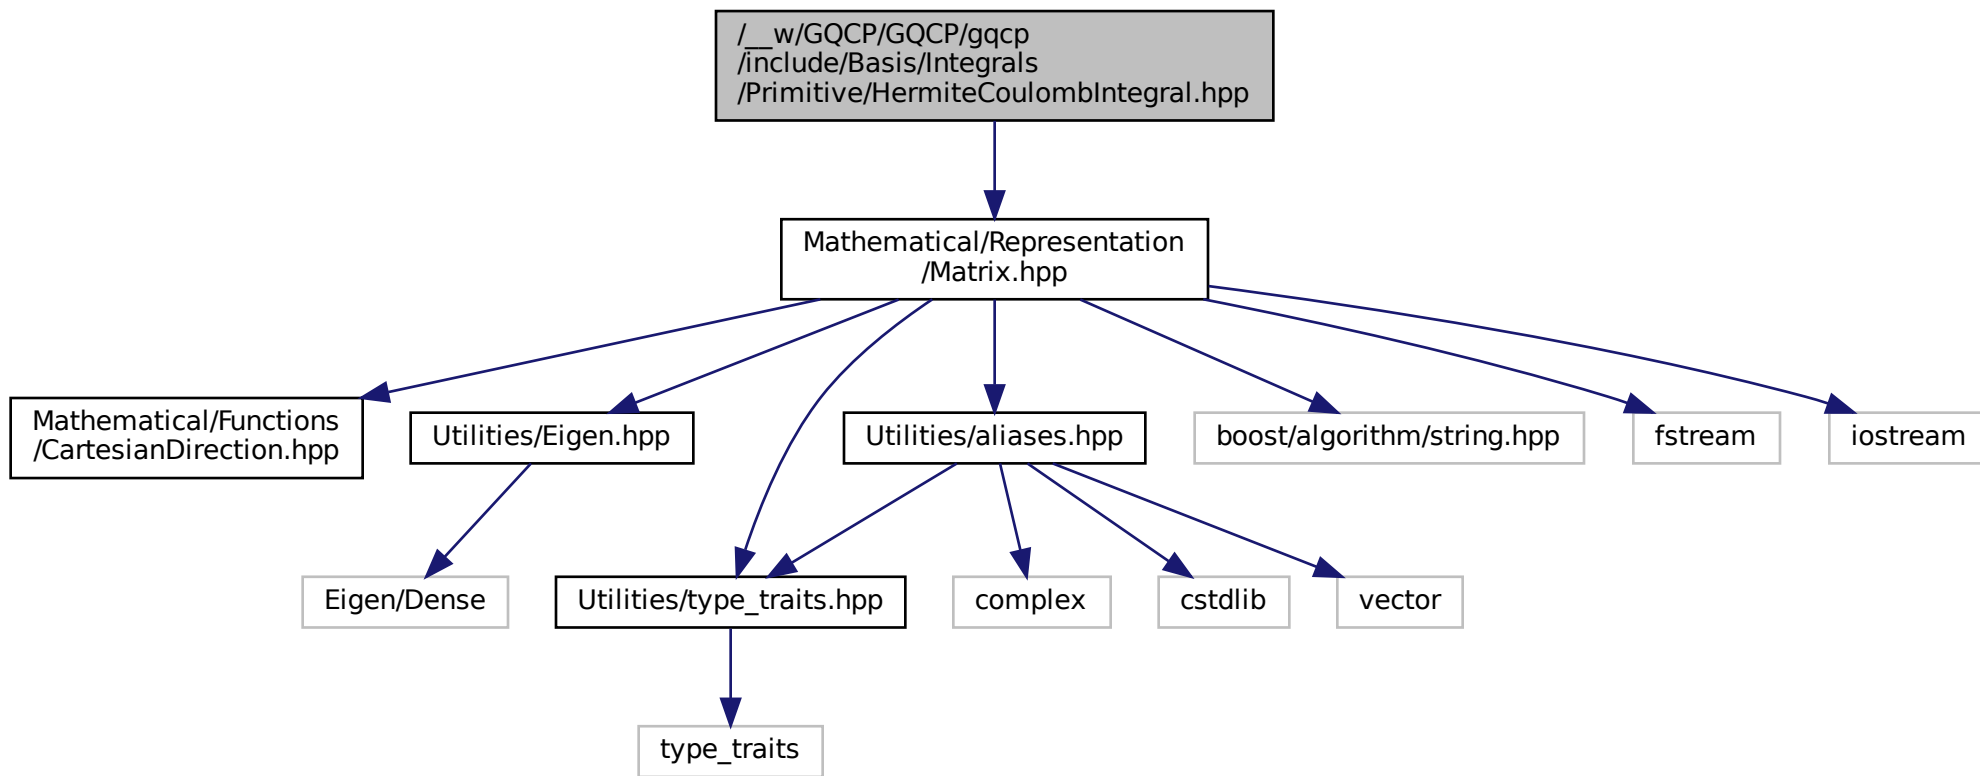 /__w/GQCP/GQCP/gqcp
/include/Basis/Integrals
/Primitive/HermiteCoulombIntegral.hpp
Mathematical/Representation
/Matrix.hpp
Mathematical/Functions
/CartesianDirection.hpp
Utilities/Eigen.hpp
Utilities/aliases.hpp
boost/algorithm/string.hpp
fstream
iostream
Eigen/Dense
Utilities/type_traits.hpp
complex
cstdlib
vector
type_traits